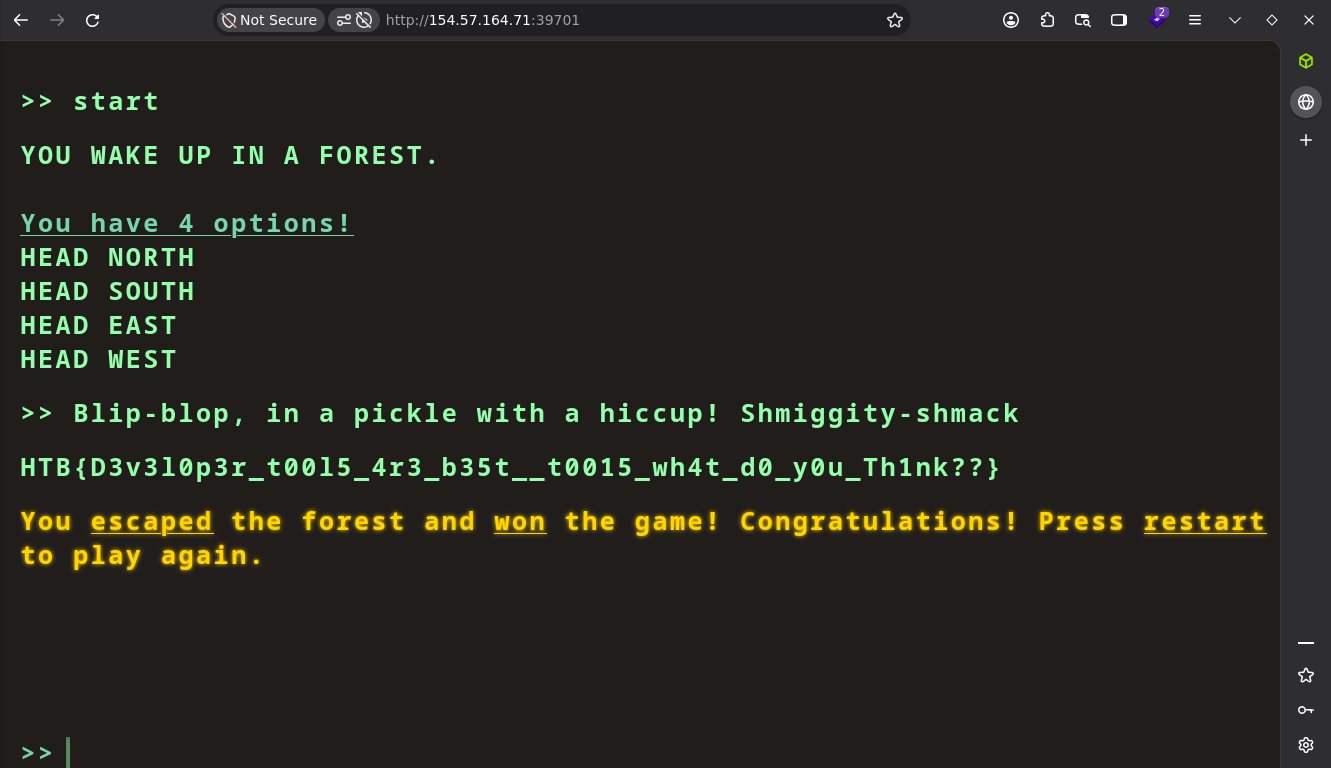 Not Secure
http://154.57.164.71:39701
2
>> start
YOU WAKE UP IN A FOREST.
You have 4 options!
HEAD NORTH
HEAD SOUTH
HEAD EAST
HEAD WEST
>> Blip-blop, in a pickle with a hiccup! Shmiggity-shmack
HTB{D3v3l0p3r_t00l5_4r3_b35t__t0015_wh4t_d0_y0u_Th1nk??}
You escaped the forest and won the game! Congratulations! Press restart
to play again.
>>